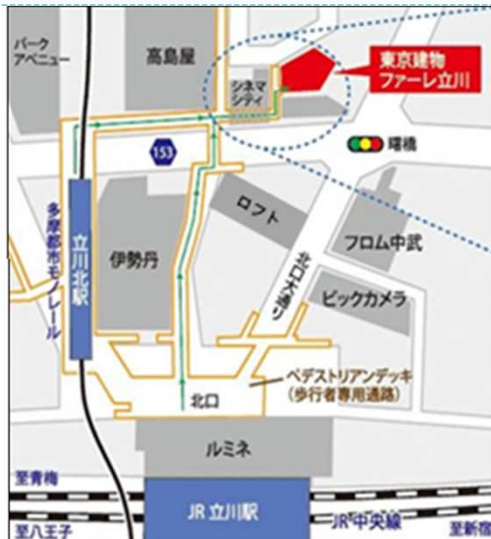 パーク
アベニュー
高島屋
シネマ
シティ
東京建物
ファーレ立川
153
曙橋
多摩都市モノレール
立川北駅
伊勢丹
ロフト
フロム中武
北口大通り
ビックカメラ
ペデストリアンデッキ
(歩行者専用通路)
北口
ルミネ
至青梅
JR 立川駅
JR 中央線
至八王子
至新宿